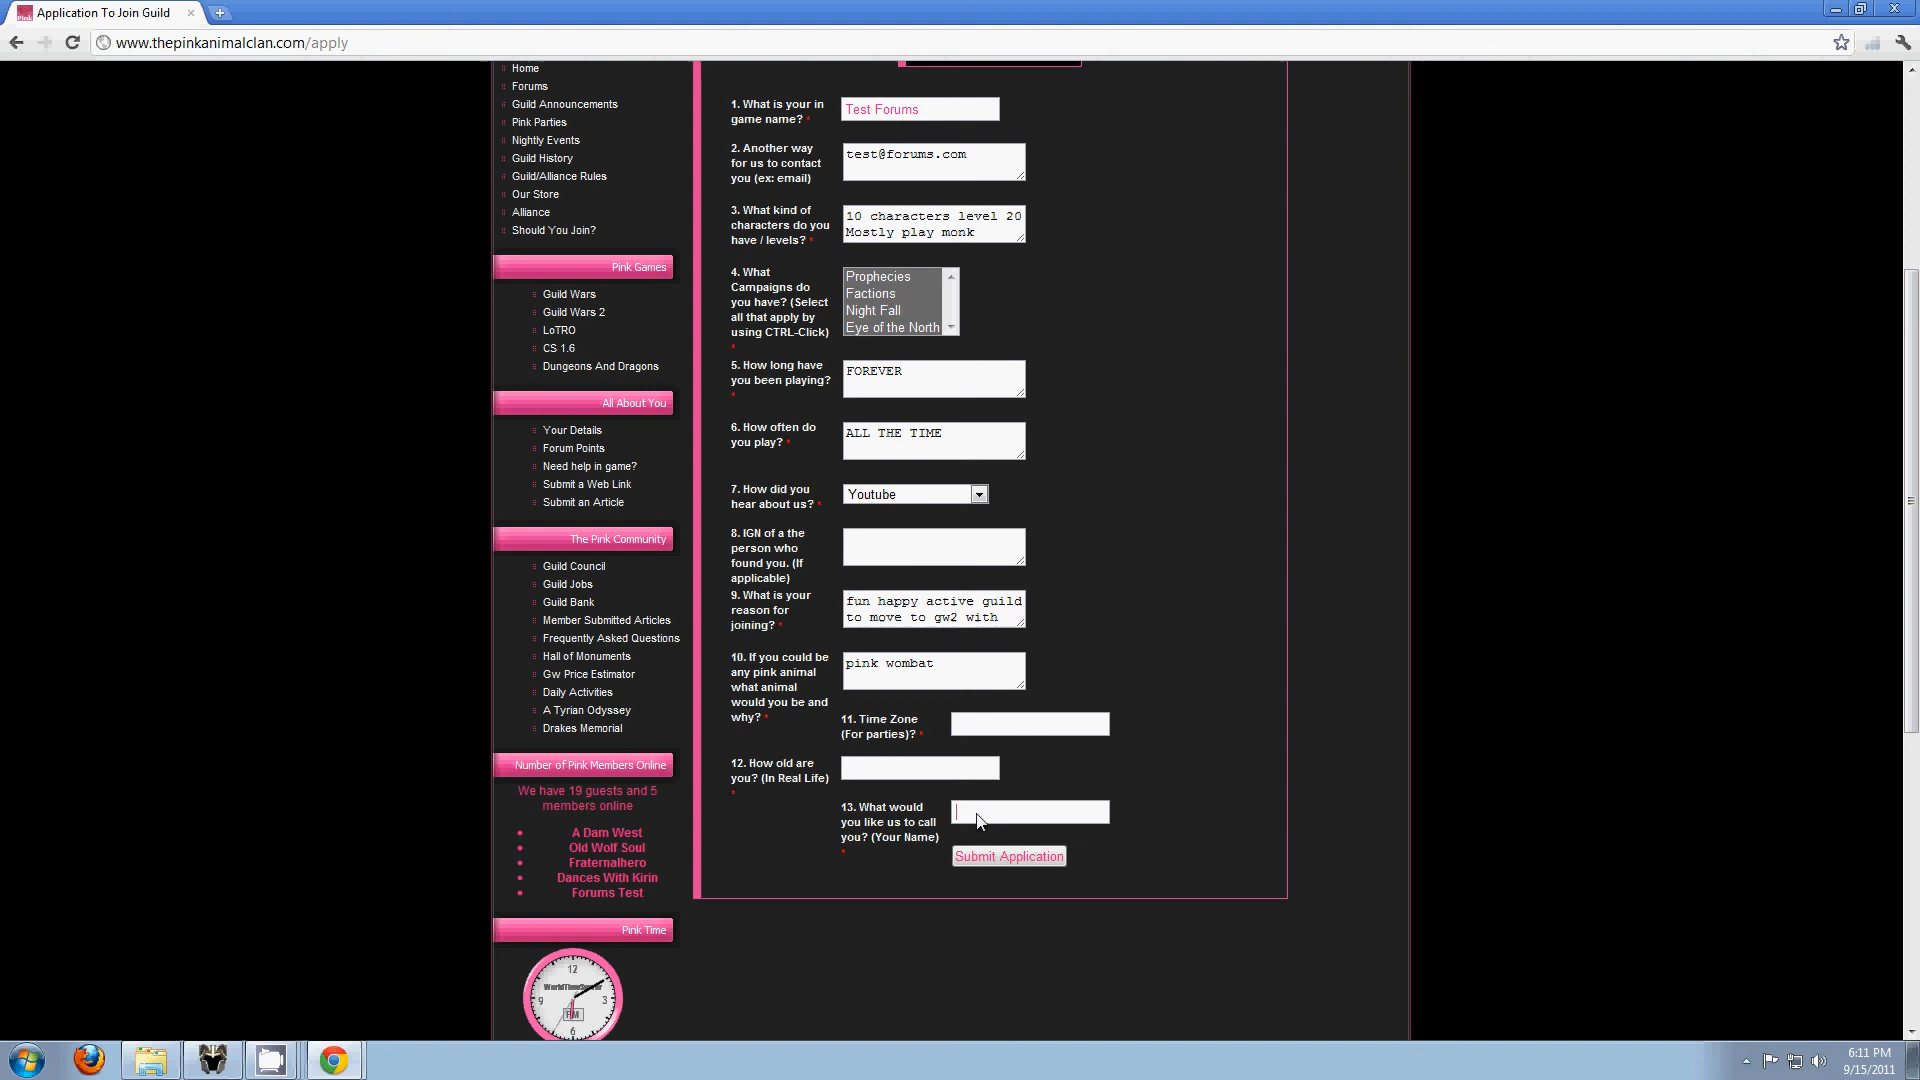 Application To Join Guild
www.thepinkanimalclan.com/apply
Home
Forums
Guild Announcements
Pink Parties
Nightly Events
Guild History
Guild/Alliance Rules
Our Store
Alliance
Should You Join?
Pink Games
Guild Wars
Guild Wars 2
LoTRO
CS 1.6
Dungeons And Dragons
All About You
Your Details
Forum Points
Need help in game?
Submit a Web Link
Submit an Article
The Pink Community
Guild Council
Guild Jobs
Guild Bank
Member Submitted Articles
Frequently Asked Questions
Hall of Monuments
Gw Price Estimator
Daily Activities
A Tyrian Odyssey
Drakes Memorial
Number of Pink Members Online
We have 19 guests and 5
members online
A Dam West
Old Wolf Soul
Fraternalhero
Dances With Kirin
Forums Test
Pink Time
12
9
3
PM
6
1. What is your in
game name? *
Test Forums
2. Another way
for us to contact
you (ex: email)
test@forums.com
3. What kind of
characters do you
have / levels? *
10 characters level 20
Mostly play monk
4. What
Campaigns do
you have? (Select
all that apply by
using CTRL-Click)
*
Prophecies
Factions
Night Fall
Eye of the North
5. How long have
you been playing?
*
FOREVER
6. How often do
you play? *
ALL THE TIME
7. How did you
hear about us? *
Youtube
8. IGN of a the
person who
found you. (If
applicable)
9. What is your
reason for
joining? *
fun happy active guild
to move to gw2 with
10. If you could be
any pink animal
what animal
would you be and
why? *
pink wombat
11. Time Zone
(For parties)? *
12. How old are
you? (In Real Life)
*
13. What would
you like us to call
you? (Your Name)
*
Submit Application
6:11 PM
9/15/2011